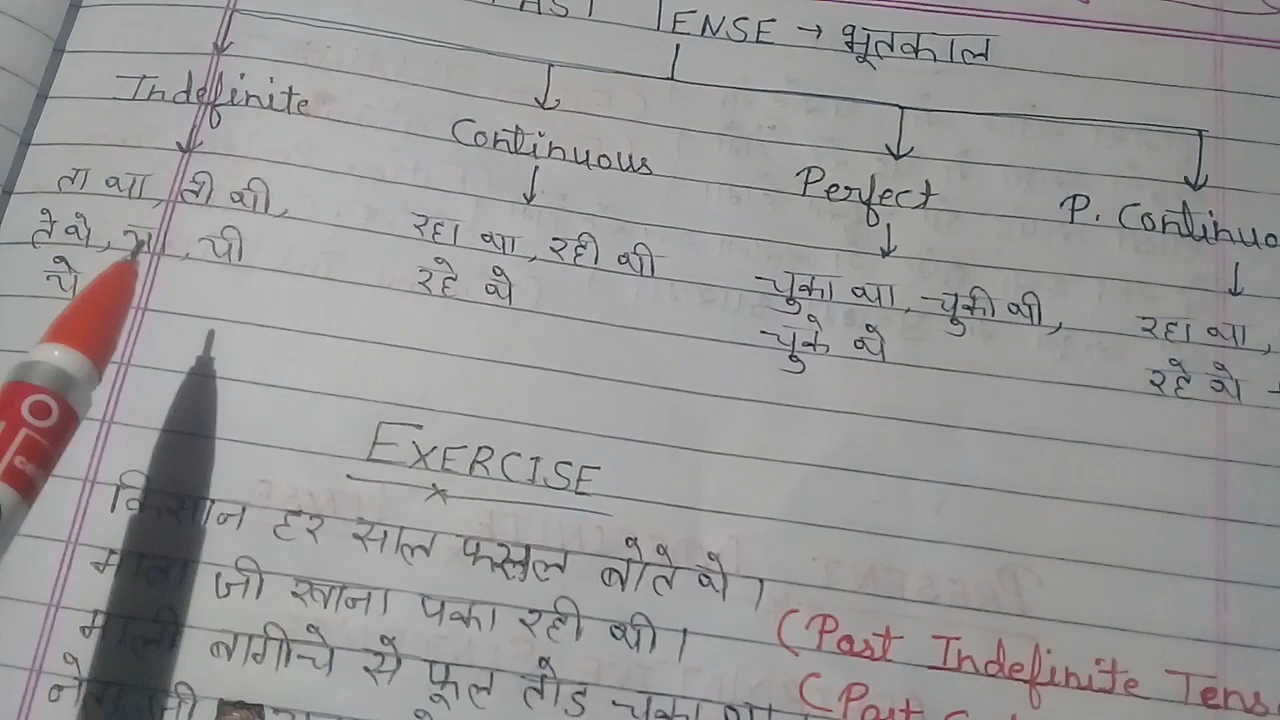 TENSE → भूतकाल
Indefinite
Continuous
Perfect
P. Continuo
ता था, ती थी,
ते थे, था, थी
थे
रहा था, रही थी
रहे थे
चुका था, चुकी थी,
चुके थे
रहा था,
रहे थे
EXERCISE
किसान हर साल फसल बोते थे।
(Past Indefinite Tens
माता जी खाना पका रही थी।
(Past
माली बागीचे से फूल तोड चुका था